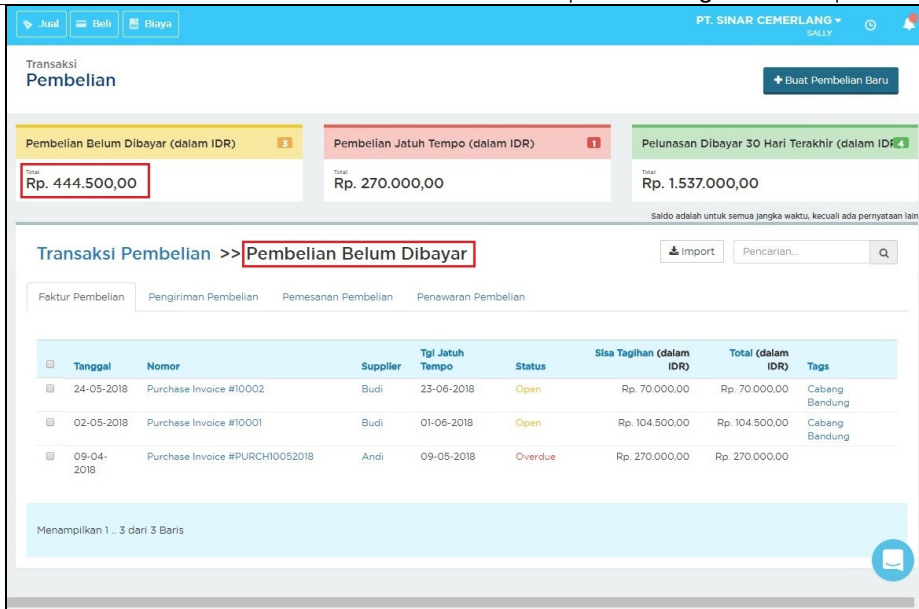 Jual Beli Biaya PT. SINAR CEMERLANG
SALLY
Transaksi
Pembelian
+ Buat Pembelian Baru
Pembelian Belum Dibayar (dalam IDR) 3
Total
Rp. 444.500,00
Pembelian Jatuh Tempo (dalam IDR) 1
Total
Rp. 270.000,00
Pelunasan Dibayar 30 Hari Terakhir (dalam IDR 4
Total
Rp. 1.537.000,00
Saldo adalah untuk semua jangka waktu, kecuali ada pernyataan lain
Transaksi Pembelian >> Pembelian Belum Dibayar
Import Pencarian...
Faktur Pembelian Pengiriman Pembelian Pemesanan Pembelian Penawaran Pembelian
Tanggal Nomor Supplier Tgl Jatuh Tempo Status Sisa Tagihan (dalam IDR) Total (dalam IDR) Tags
24-05-2018 Purchase Invoice #10002 Budi 23-06-2018 Open Rp. 70.000,00 Rp. 70.000,00 Cabang Bandung
02-05-2018 Purchase Invoice #10001 Budi 01-06-2018 Open Rp. 104.500,00 Rp. 104.500,00 Cabang Bandung
09-04-2018 Purchase Invoice #PURCH10052018 Andi 09-05-2018 Overdue Rp. 270.000,00 Rp. 270.000,00
Menampilkan 1 .. 3 dari 3 Baris